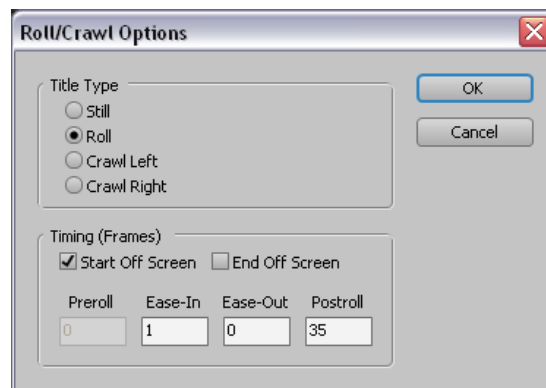 Roll/Crawl Options
Title Type
Still
Roll
Crawl Left
Crawl Right
OK
Cancel
Timing (Frames)
Start Off Screen End Off Screen
Preroll Ease-In Ease-Out Postroll
0 1 0 35